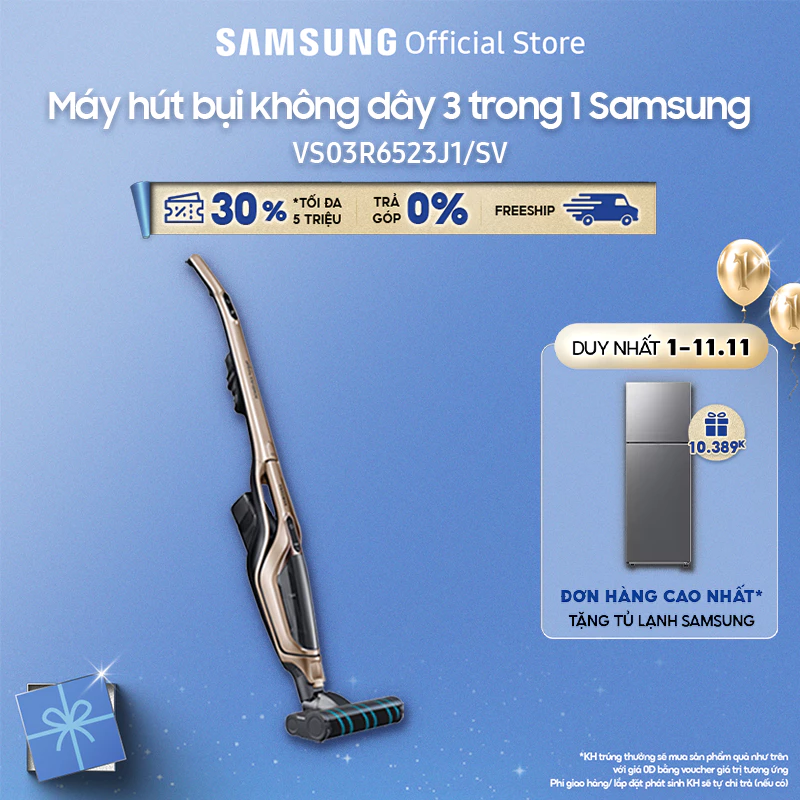 SAMSUNG Official Store
Máy hút bụi không dây 3 trong 1 Samsung
VS03R6523J1/SV
30% *TỐI ĐA 5 TRIỆU
TRẢ GÓP 0%
FREESHIP
1
1
DUY NHẤT 1-11.11
10.389K
ĐƠN HÀNG CAO NHẤT*
TẶNG TỦ LẠNH SAMSUNG
*KH trúng thưởng sẽ mua sản phẩm quà như trên
với giá 0Đ bằng voucher giá trị tương ứng
Phí giao hàng/ lắp đặt phát sinh KH sẽ tự chi trả (nếu có)